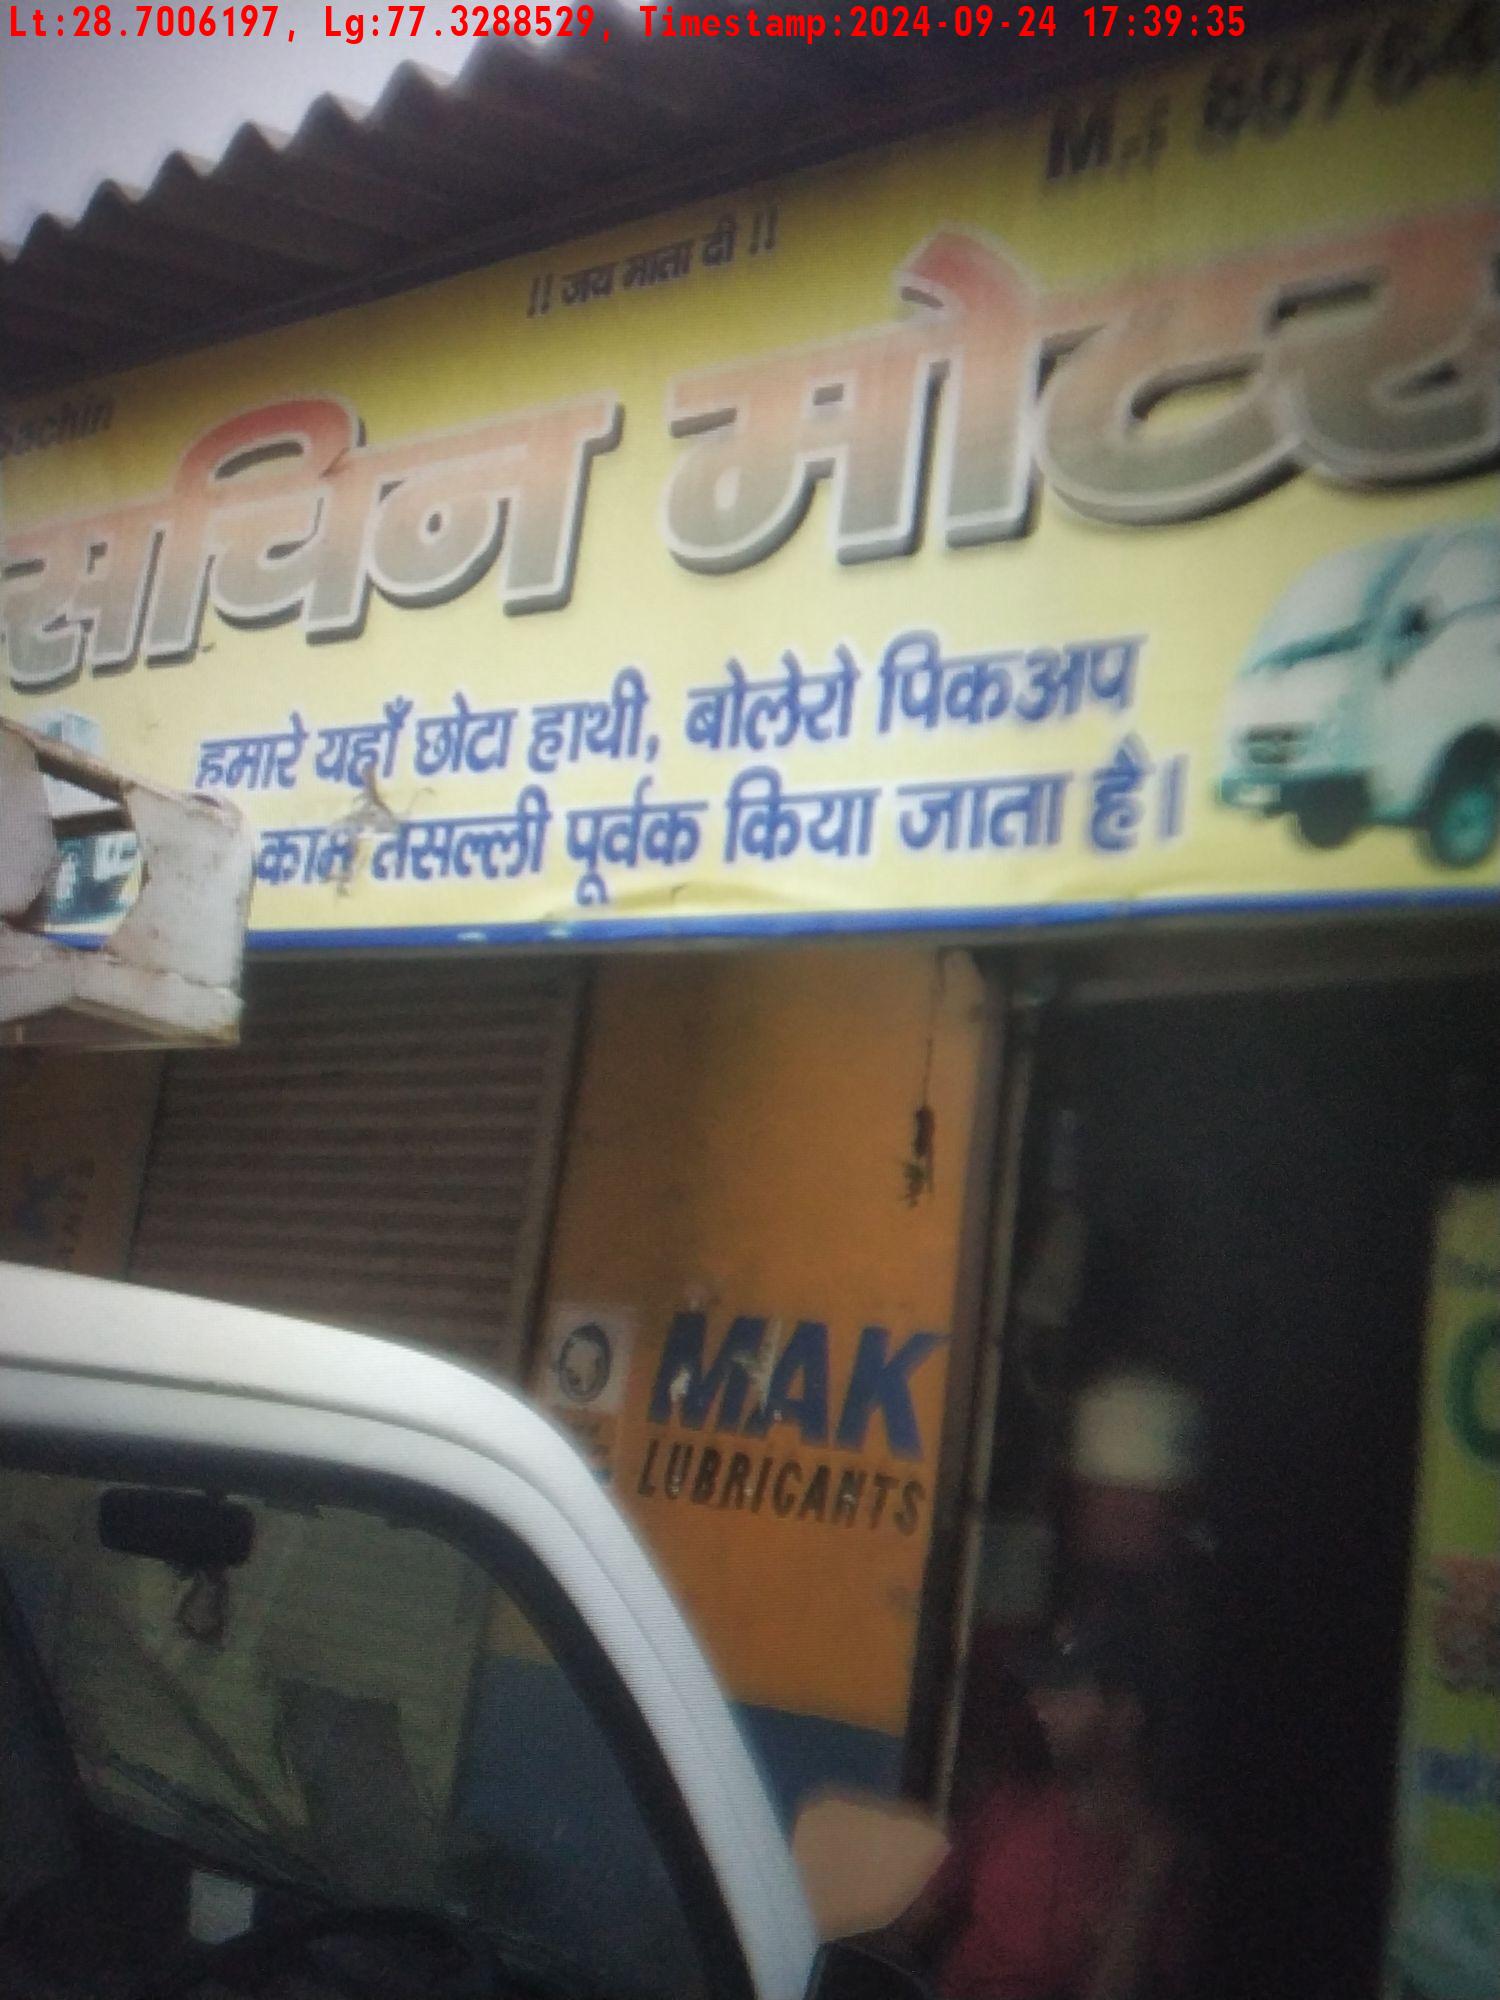 Lt:28.7006197, Lg:77.3288529, Timestamp:2024-09-24 17:39:35
!! जय माता दी !!
Sachin
सचिन मोटर
हमारे यहाँ छोटा हाथी, बोलेरो पिकअप
काम तसल्ली पूर्वक किया जाता है।
MAK
LUBRICANTS